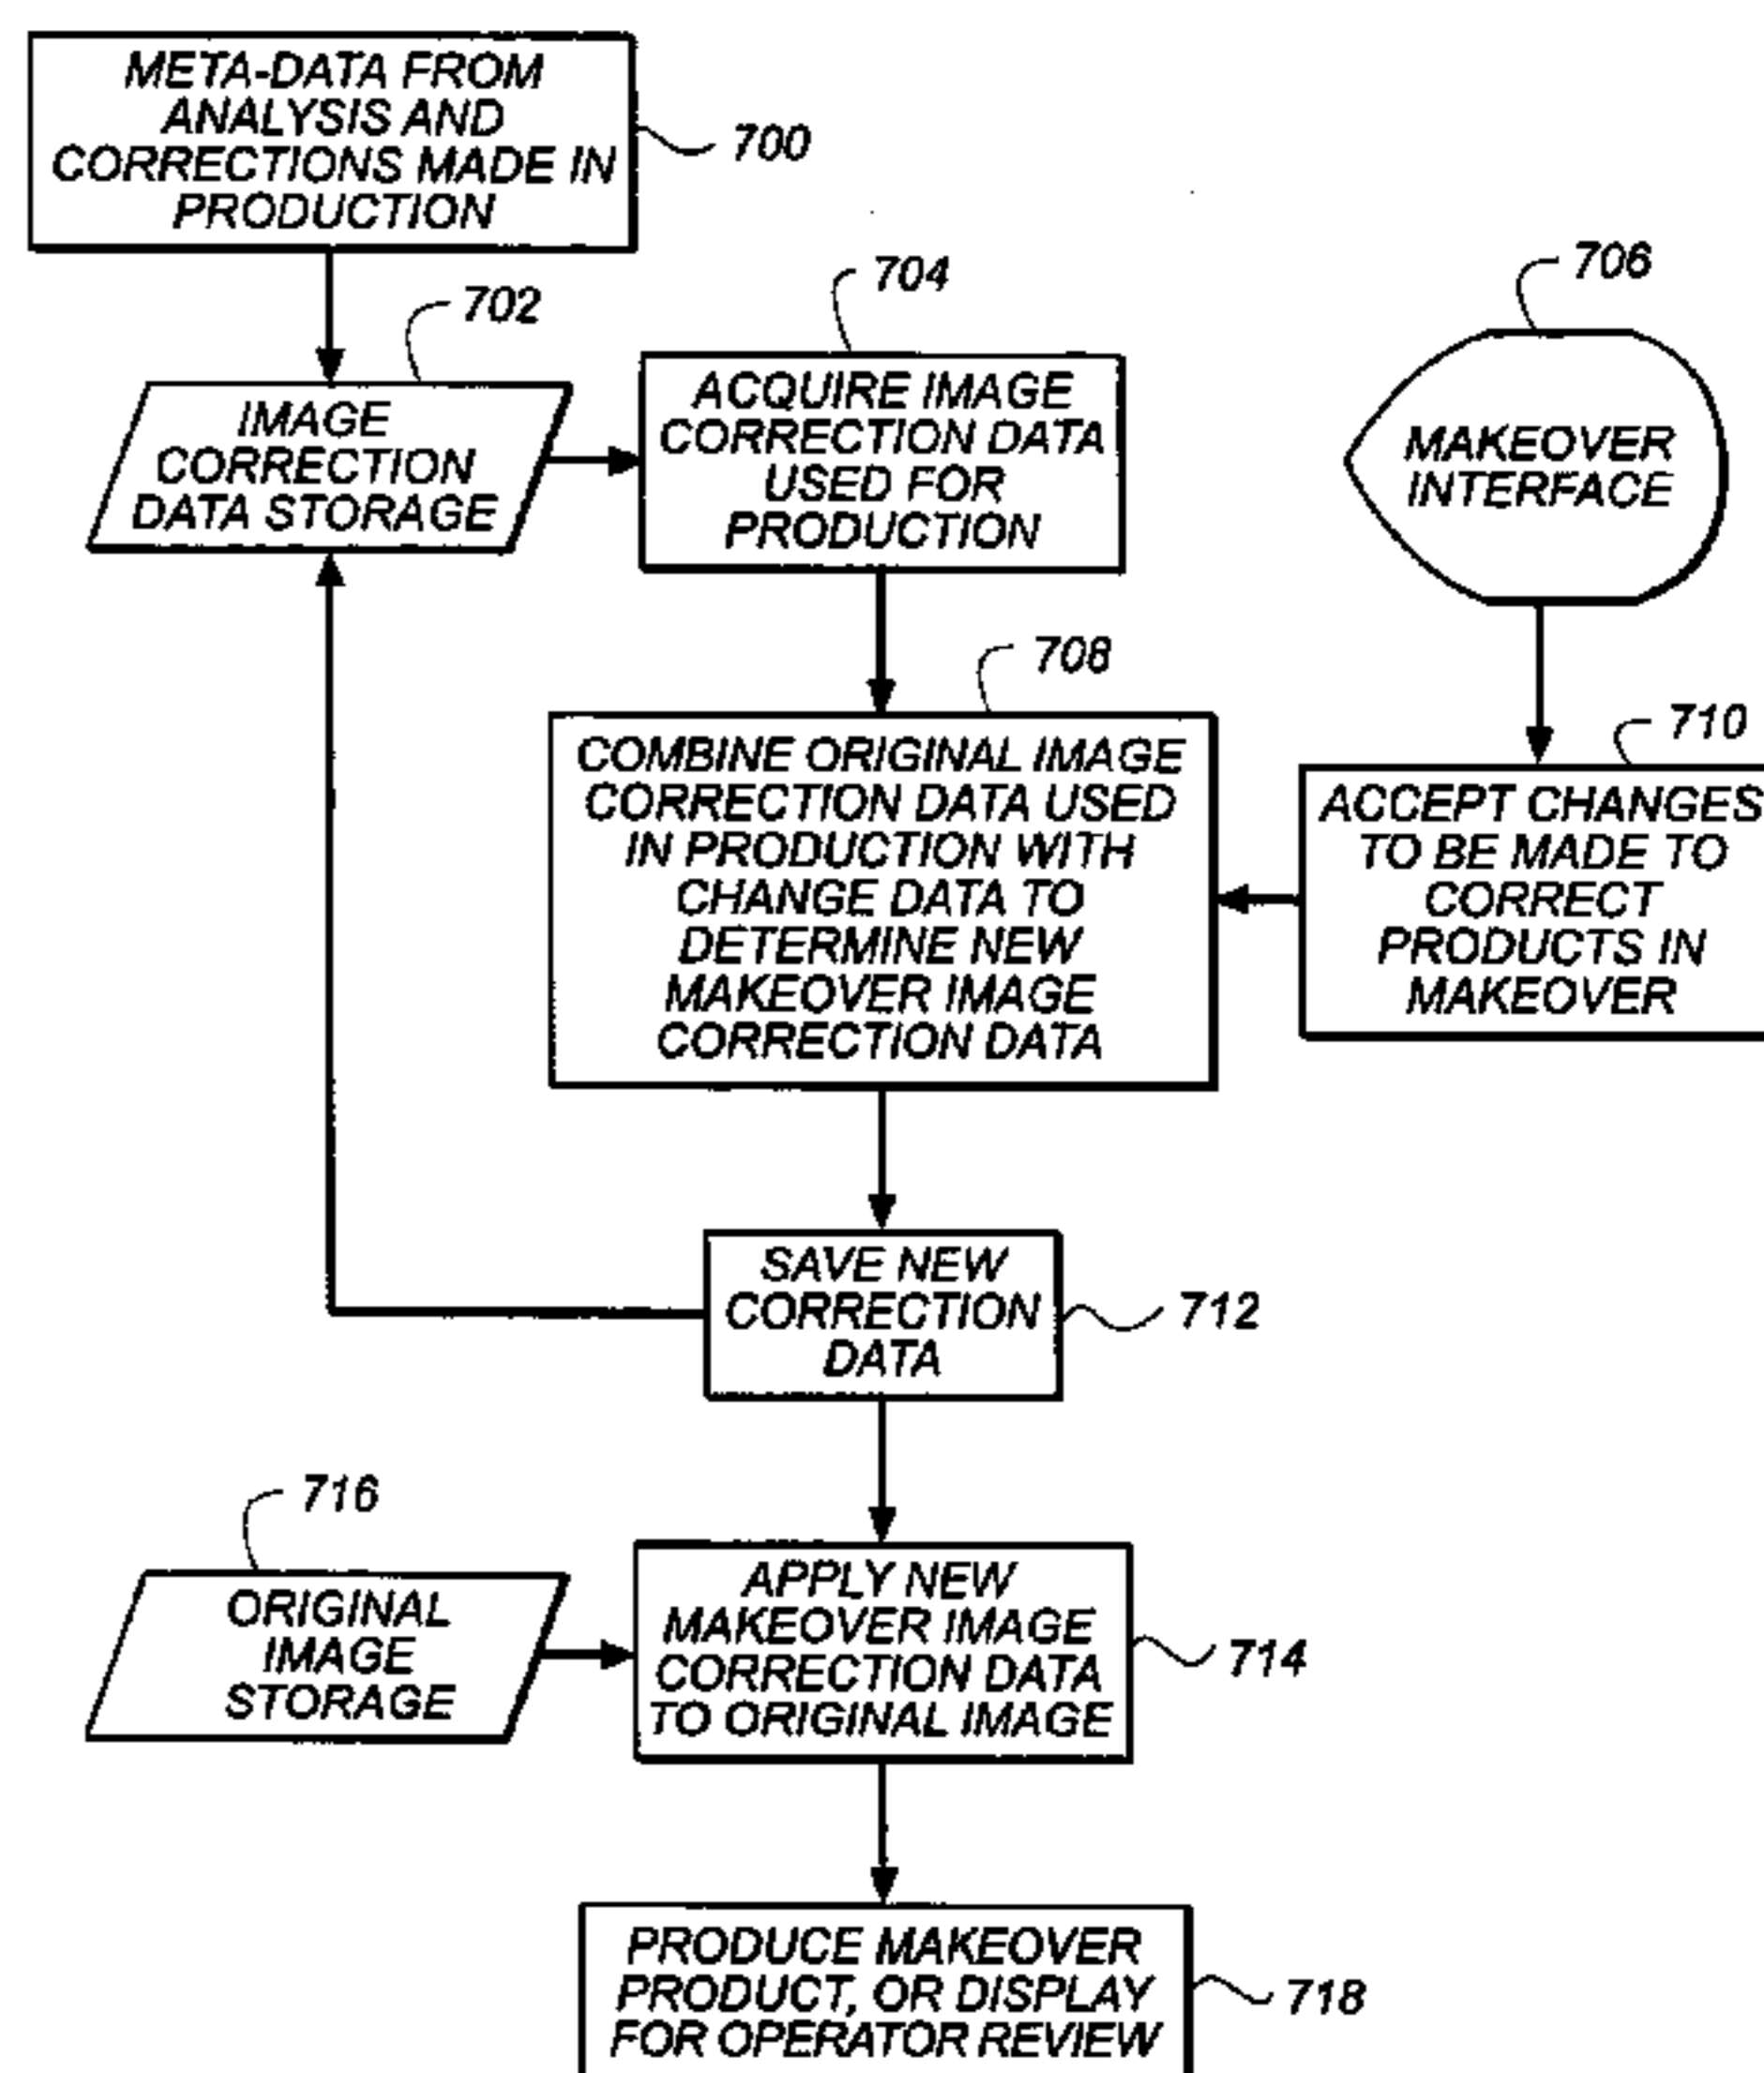 META-DATA FROM
ANALYSIS AND
CORRECTIONS MADE IN
PRODUCTION
700
702
IMAGE
CORRECTION
DATA STORAGE
704
ACQUIRE IMAGE
CORRECTION DATA
USED FOR
PRODUCTION
706
MAKEOVER
INTERFACE
708
COMBINE ORIGINAL IMAGE
CORRECTION DATA USED
IN PRODUCTION WITH
CHANGE DATA TO
DETERMINE NEW
MAKEOVER IMAGE
CORRECTION DATA
710
ACCEPT CHANGES
TO BE MADE TO
CORRECT
PRODUCTS IN
MAKEOVER
SAVE NEW
CORRECTION
DATA
712
716
ORIGINAL
IMAGE
STORAGE
APPLY NEW
MAKEOVER IMAGE
CORRECTION DATA
TO ORIGINAL IMAGE
714
PRODUCE MAKEOVER
PRODUCT, OR DISPLAY
FOR OPERATOR REVIEW
718